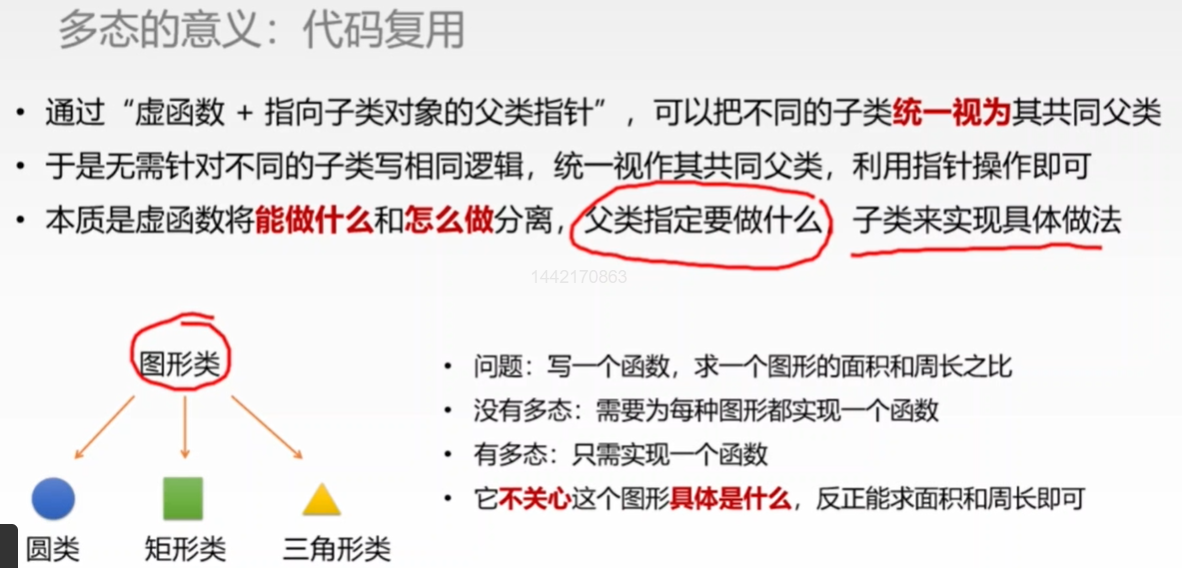 多态的意义：代码复用
• 通过“虚函数 + 指向子类对象的父类指针”，可以把不同的子类统一视为其共同父类
• 于是无需针对不同的子类写相同逻辑，统一视作其共同父类，利用指针操作即可
• 本质是虚函数将能做什么和怎么做分离，父类指定要做什么，子类来实现具体做法
1442170863
图形类
圆类
矩形类
三角形类
• 问题：写一个函数，求一个图形的面积和周长之比
• 没有多态：需要为每种图形都实现一个函数
• 有多态：只需实现一个函数
• 它不关心这个图形具体是什么，反正能求面积和周长即可